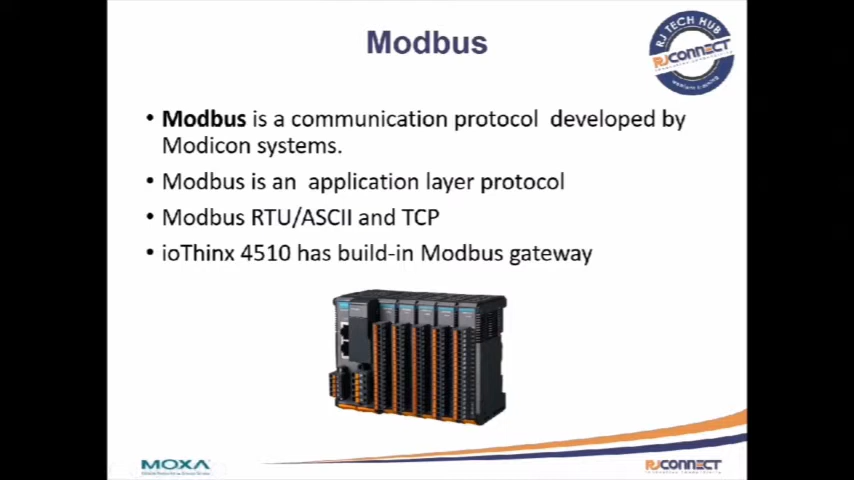 Modbus
RJ TECH HUB
RJCONNECT
• Modbus is a communication protocol developed by
Modicon systems.
• Modbus is an application layer protocol
• Modbus RTU/ASCII and TCP
• ioThinx 4510 has build-in Modbus gateway
MOXA
RJCONNECT